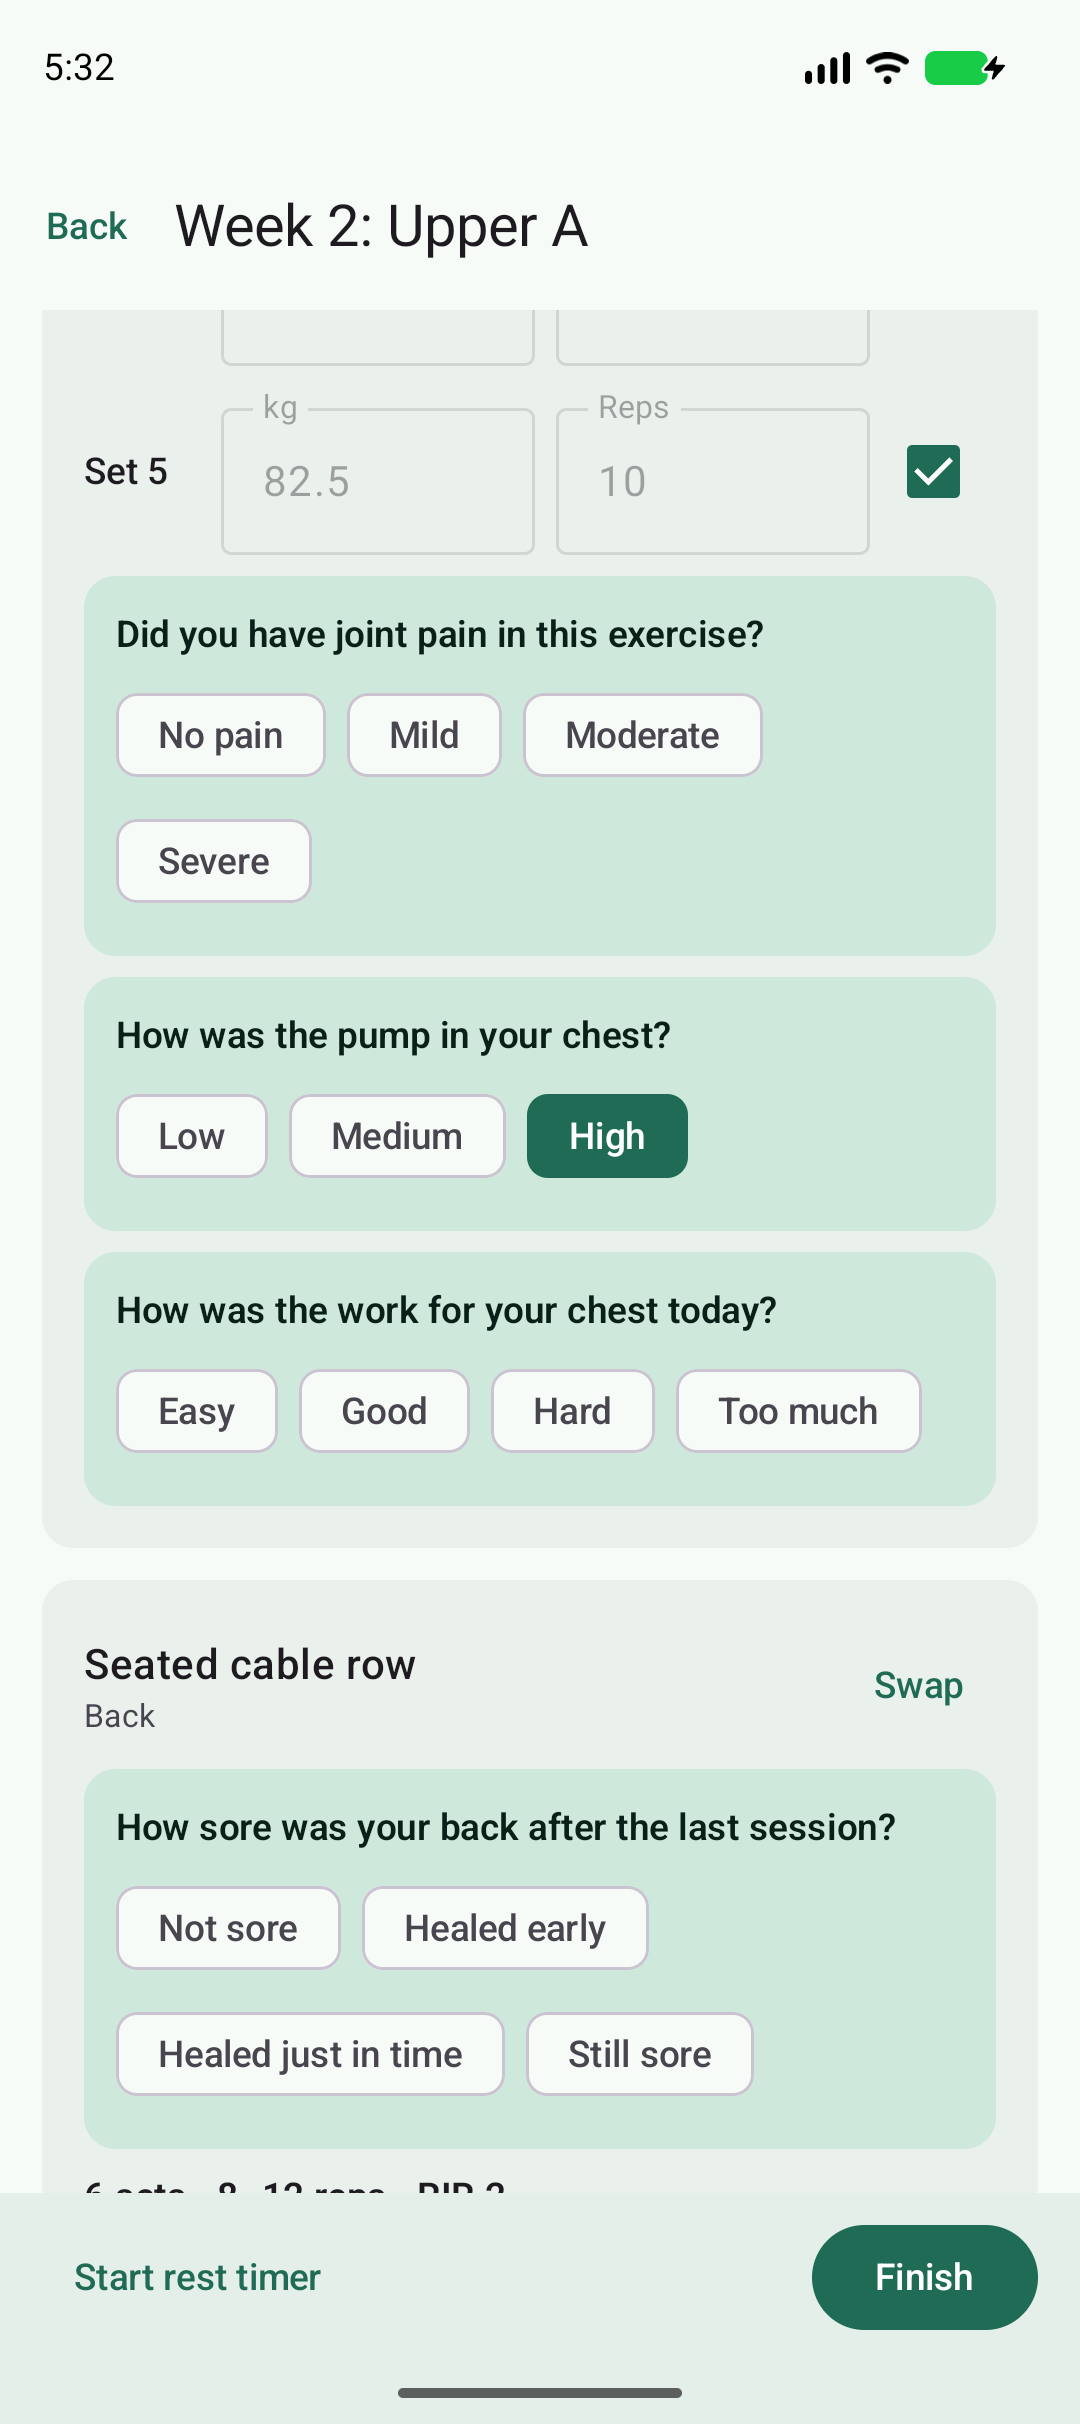 5:32
Back
Week 2: Upper A
kg
Reps
Set 5
82.5
10
Did you have joint pain in this exercise?
No pain
Mild
Moderate
Severe
How was the pump in your chest?
Low
Medium
High
How was the work for your chest today?
Easy
Good
Hard
Too much
Seated cable row
Back
Swap
How sore was your back after the last session?
Not sore
Healed early
Healed just in time
Still sore
Start rest timer
Finish